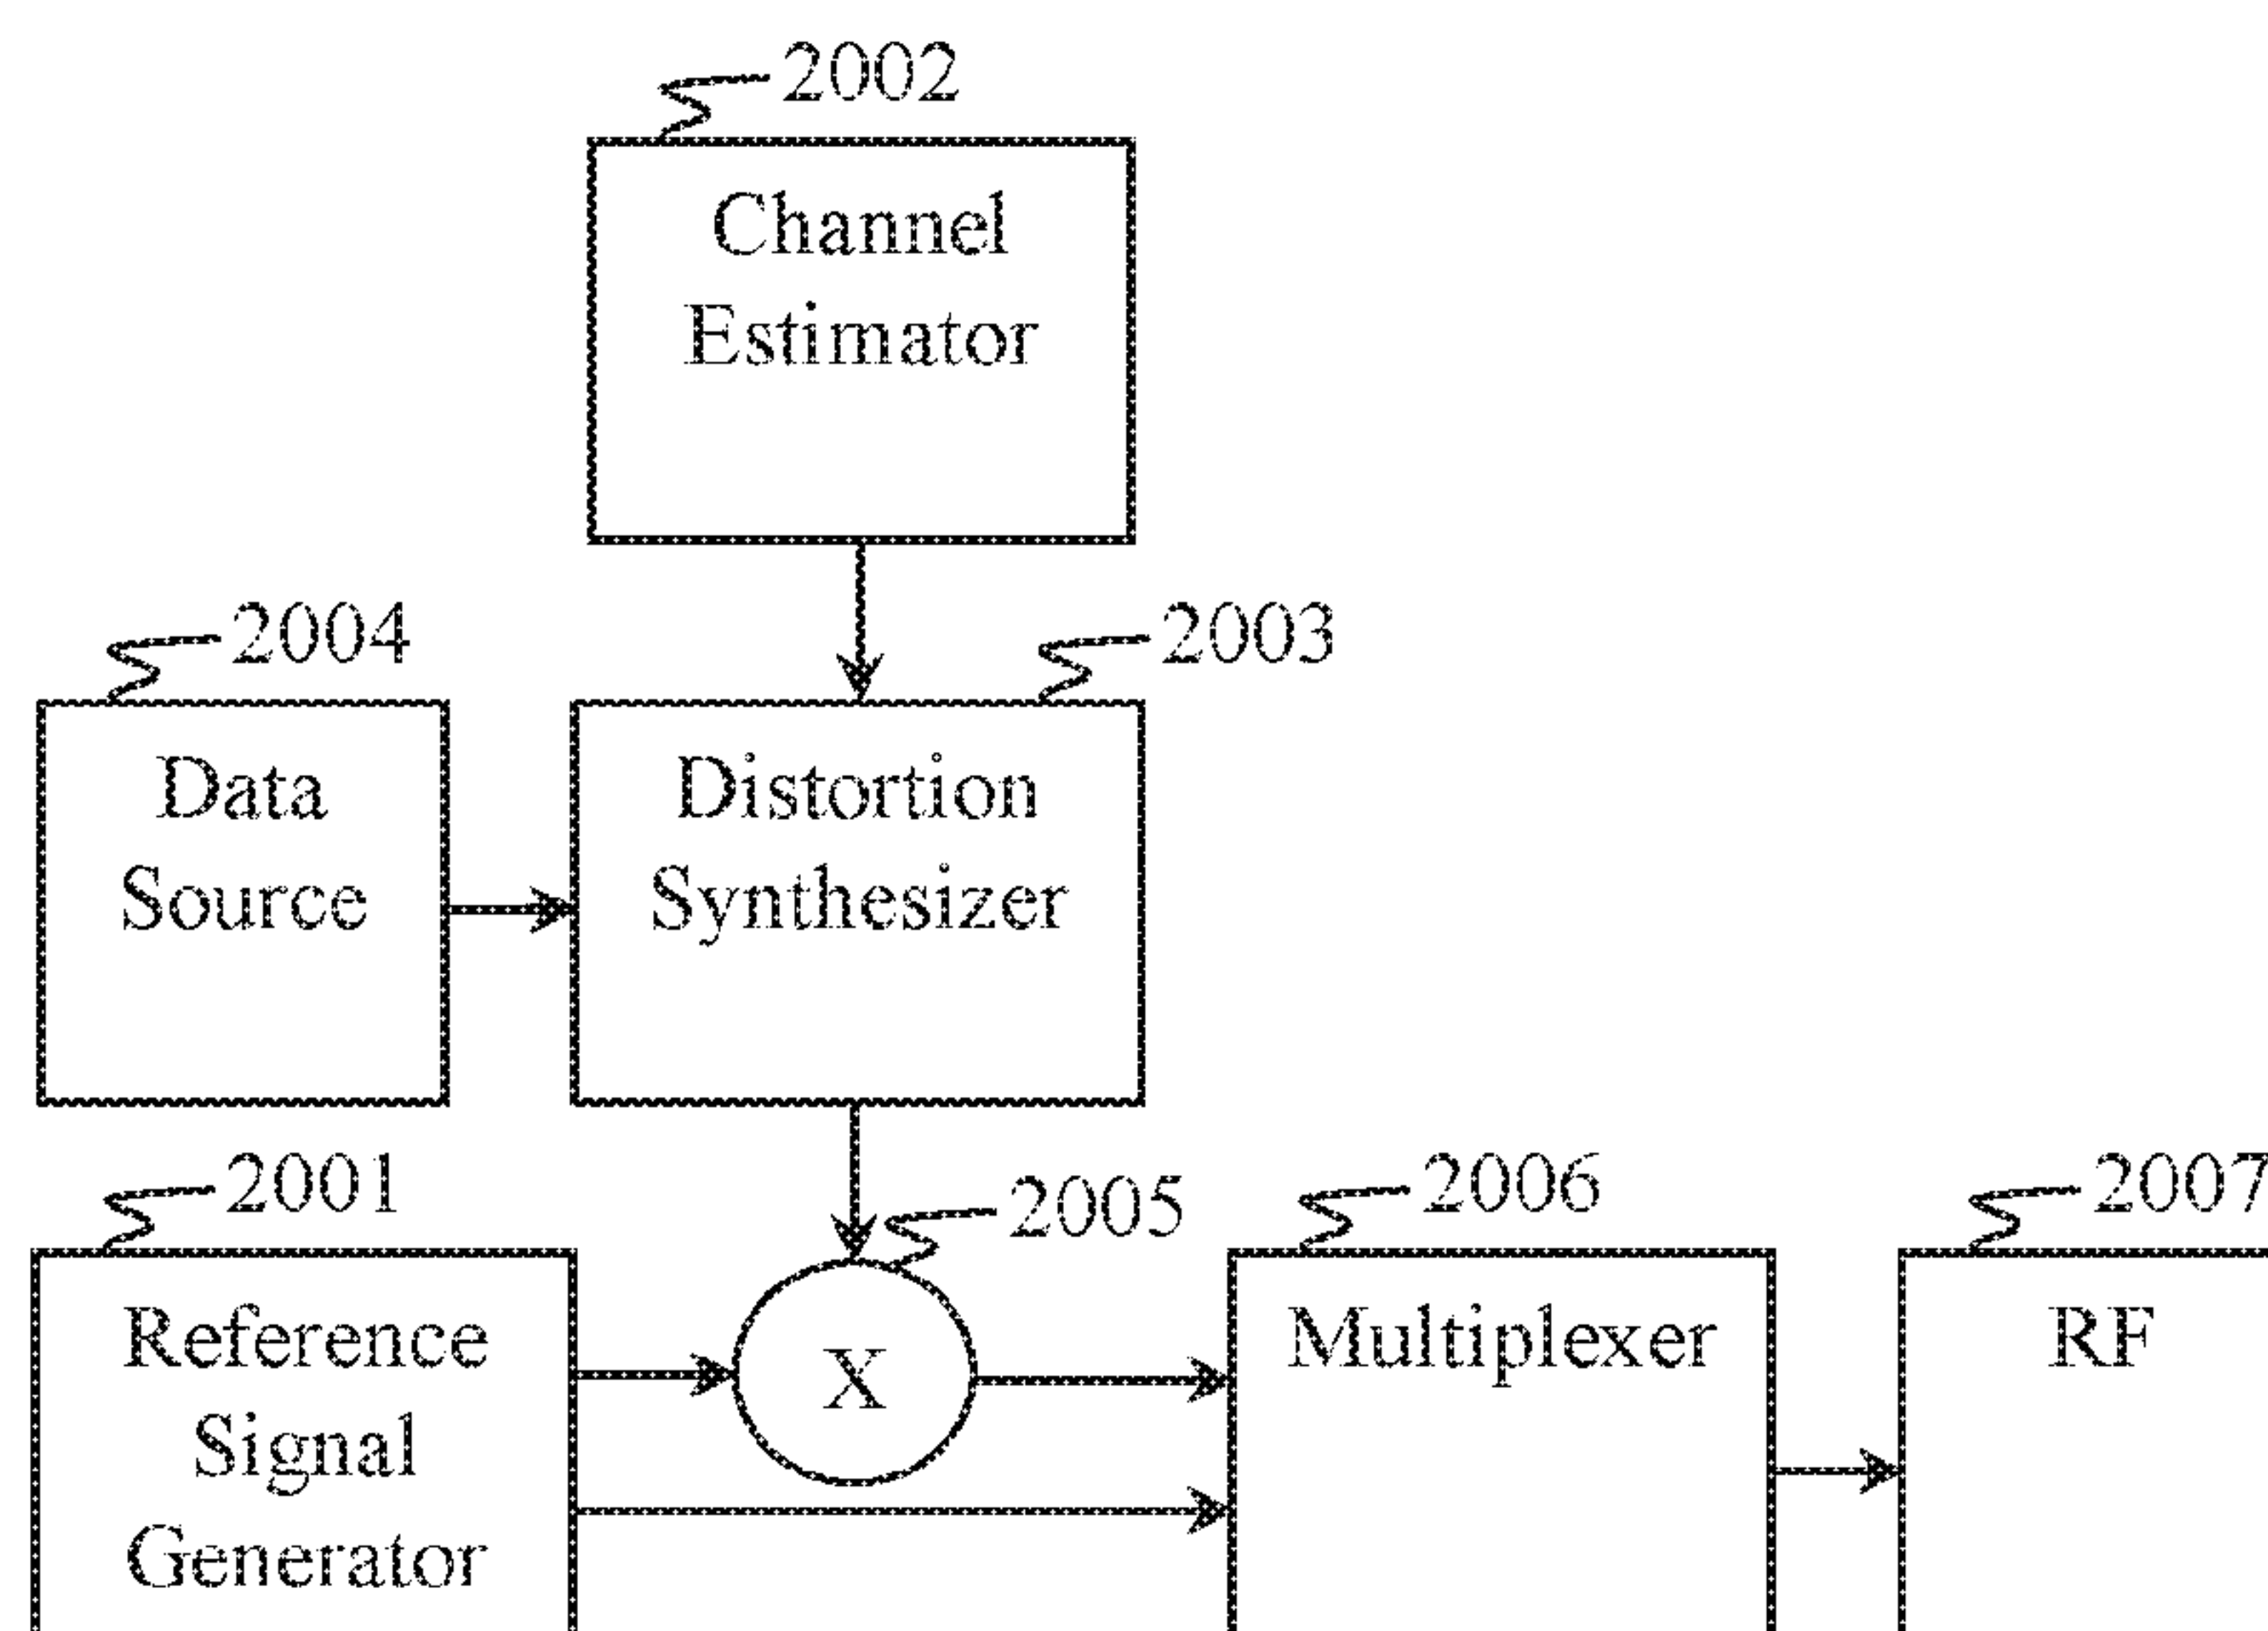 2002
Channel
Estimator
2004
2003
Data
Source
Distortion
Synthesizer
2001
2005
2006
2007
Reference
Signal
Generator
X
Multiplexer
RF